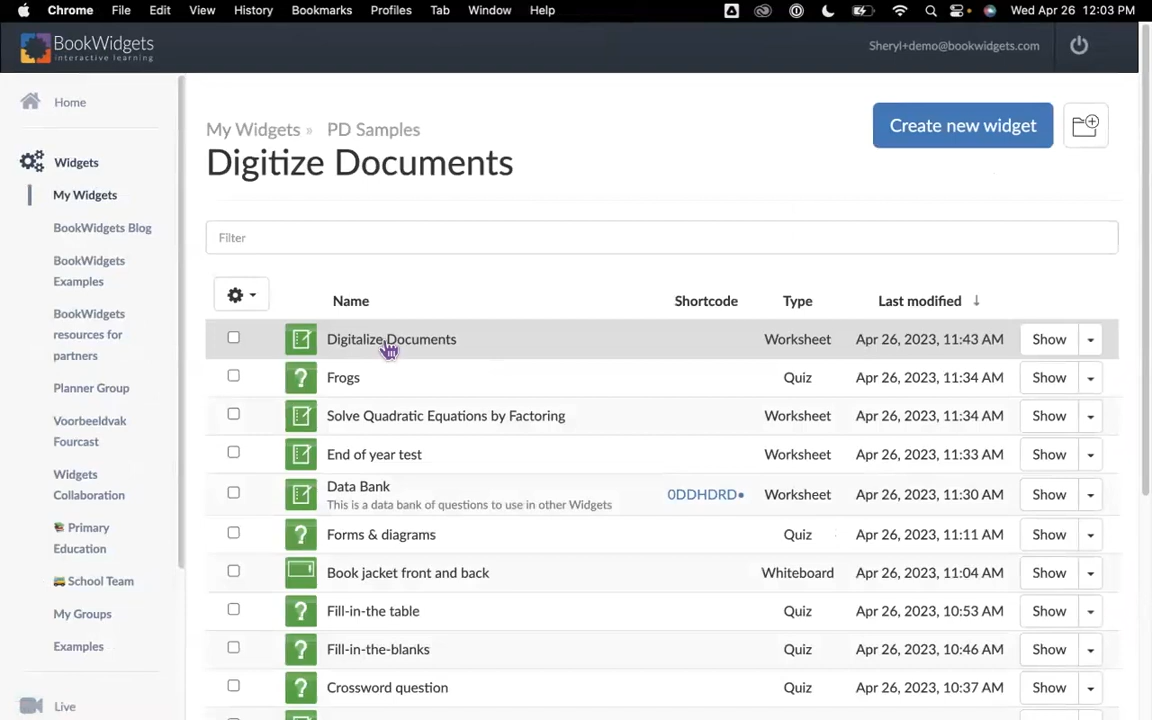 Chrome File Edit View History Bookmarks Profiles Tab Window Help Wed Apr 26 12:03 PM
BookWidgets
interactive learning
Sheryl+demo@bookwidgets.com
Home
Widgets
My Widgets
BookWidgets Blog
BookWidgets
Examples
BookWidgets
resources for
partners
Planner Group
Voorbeeldvak
Fourcast
Widgets
Collaboration
Primary
Education
School Team
My Groups
Examples
Live
My Widgets » PD Samples
Digitize Documents
Create new widget
Filter
Name Shortcode Type Last modified ↓
Digitalize Documents Worksheet Apr 26, 2023, 11:43 AM Show
Frogs Quiz Apr 26, 2023, 11:34 AM Show
Solve Quadratic Equations by Factoring Worksheet Apr 26, 2023, 11:34 AM Show
End of year test Worksheet Apr 26, 2023, 11:33 AM Show
Data Bank 0DDHDRD• Worksheet Apr 26, 2023, 11:30 AM Show
This is a data bank of questions to use in other Widgets
Forms & diagrams Quiz Apr 26, 2023, 11:11 AM Show
Book jacket front and back Whiteboard Apr 26, 2023, 11:04 AM Show
Fill-in the table Quiz Apr 26, 2023, 10:53 AM Show
Fill-in-the-blanks Quiz Apr 26, 2023, 10:46 AM Show
Crossword question Quiz Apr 26, 2023, 10:37 AM Show